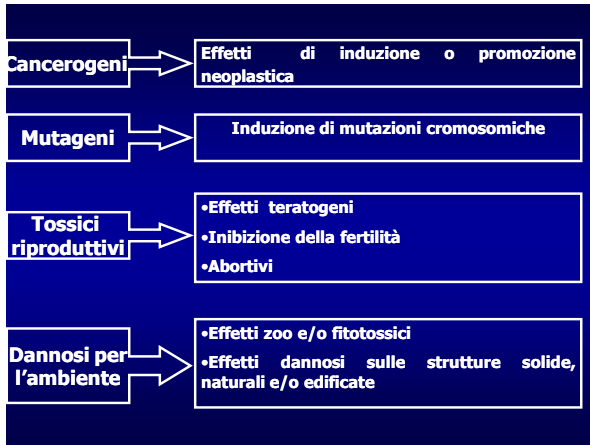 Cancerogeni
Effetti di induzione o promozione
neoplastica
Mutageni
Induzione di mutazioni cromosomiche
Tossici
riproduttivi
•Effetti teratogeni
•Inibizione della fertilità
•Abortivi
Dannosi per
l’ambiente
•Effetti zoo e/o fitotossici
•Effetti dannosi sulle strutture solide,
naturali e/o edificate